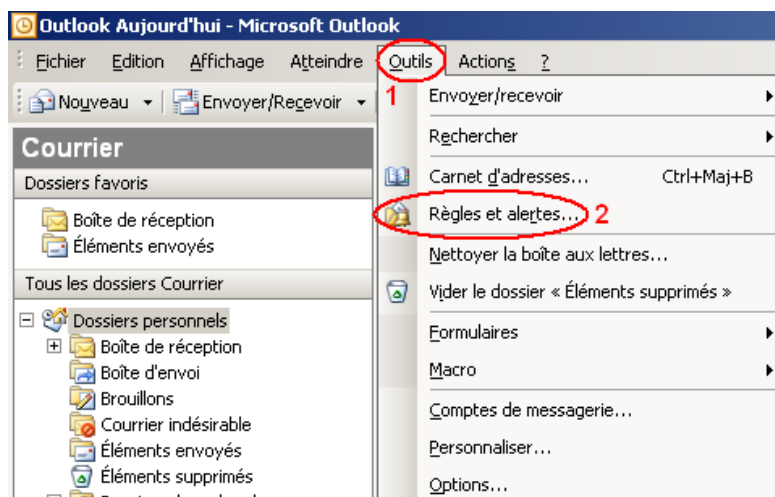 Outlook Aujourd'hui - Microsoft Outlook
Fichier Edition Affichage Atteindre Outils Actions ?
Nouveau Envoyer/Recevoir
1
Courrier
Dossiers favoris
Boîte de réception
Éléments envoyés
Tous les dossiers Courrier
Dossiers personnels
Boîte de réception
Boîte d'envoi
Brouillons
Courrier indésirable
Éléments envoyés
Éléments supprimés
Envoyer/recevoir
Rechercher
Carnet d'adresses... Ctrl+Maj+B
Règles et alertes... 2
Nettoyer la boîte aux lettres...
Vider le dossier « Éléments supprimés »
Formulaires
Macro
Comptes de messagerie...
Personnaliser...
Options...